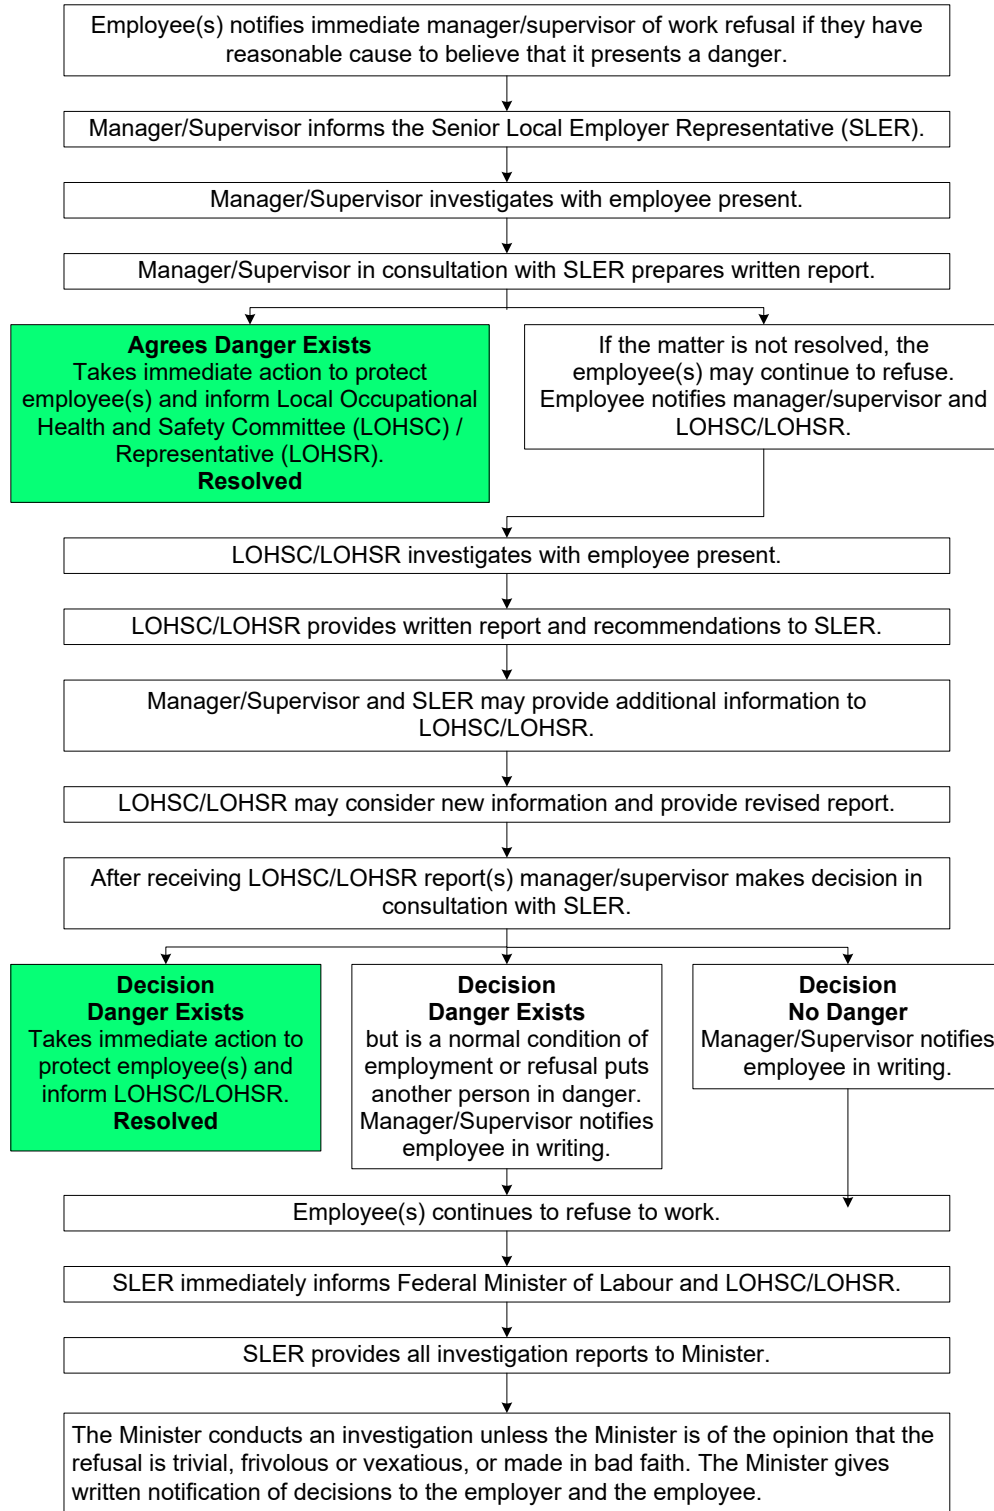 Employee(s) notifies immediate manager/supervisor of work refusal if they have
reasonable cause to believe that it presents a danger.
Manager/Supervisor informs the Senior Local Employer Representative (SLER).
Manager/Supervisor investigates with employee present.
Manager/Supervisor in consultation with SLER prepares written report.
Agrees Danger Exists
Takes immediate action to protect
employee(s) and inform Local Occupational
Health and Safety Committee (LOHSC) /
Representative (LOHSR).
Resolved
If the matter is not resolved, the
employee(s) may continue to refuse.
Employee notifies manager/supervisor and
LOHSC/LOHSR.
LOHSC/LOHSR investigates with employee present.
LOHSC/LOHSR provides written report and recommendations to SLER.
Manager/Supervisor and SLER may provide additional information to
LOHSC/LOHSR.
LOHSC/LOHSR may consider new information and provide revised report.
After receiving LOHSC/LOHSR report(s) manager/supervisor makes decision in
consultation with SLER.
Decision
Danger Exists
Takes immediate action to
protect employee(s) and
inform LOHSC/LOHSR.
Resolved
Decision
Danger Exists
but is a normal condition of
employment or refusal puts
another person in danger.
Manager/Supervisor notifies
employee in writing.
Decision
No Danger
Manager/Supervisor notifies
employee in writing.
Employee(s) continues to refuse to work.
SLER immediately informs Federal Minister of Labour and LOHSC/LOHSR.
SLER provides all investigation reports to Minister.
The Minister conducts an investigation unless the Minister is of the opinion that the
refusal is trivial, frivolous or vexatious, or made in bad faith. The Minister gives
written notification of decisions to the employer and the employee.